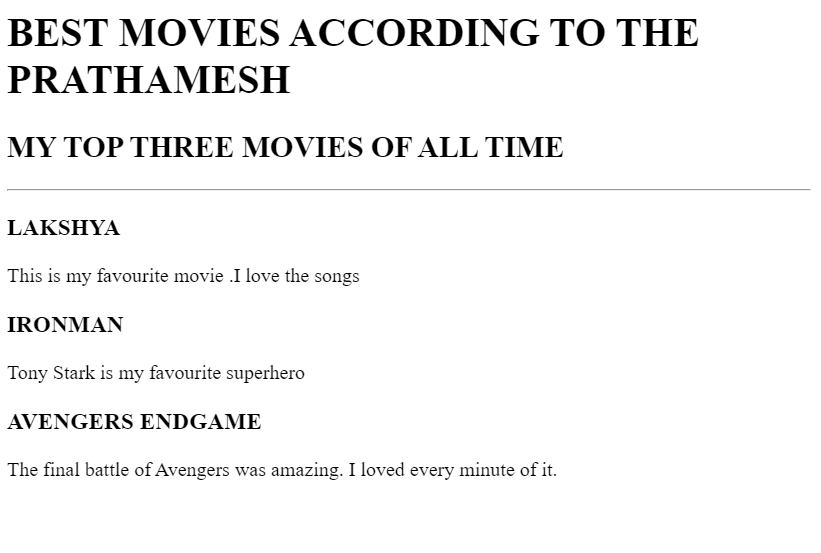 BEST MOVIES ACCORDING TO THE
PRATHAMESH
MY TOP THREE MOVIES OF ALL TIME
LAKSHYA
This is my favourite movie .I love the songs
IRONMAN
Tony Stark is my favourite superhero
AVENGERS ENDGAME
The final battle of Avengers was amazing. I loved every minute of it.